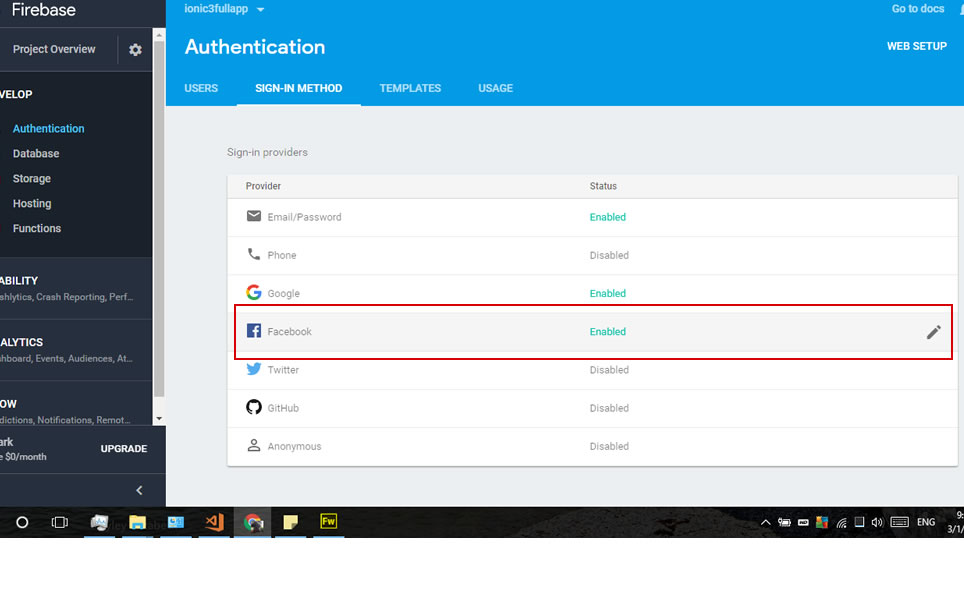 Firebase
ionic3fullapp
Go to docs
Project Overview
Authentication
WEB SETUP
USERS
SIGN-IN METHOD
TEMPLATES
USAGE
VELOP
Authentication
Database
Storage
Hosting
Functions
ABILITY
shlytics, Crash Reporting, Perf...
ALYTICS
hboard, Events, Audiences, At...
OW
dictions, Notifications, Remot...
ark
e $0/month
UPGRADE
Sign-in providers
Provider
Status
Email/Password
Enabled
Phone
Disabled
Google
Enabled
Facebook
Enabled
Twitter
Disabled
GitHub
Disabled
Anonymous
Disabled
Fw
ENG
9:
3/1/